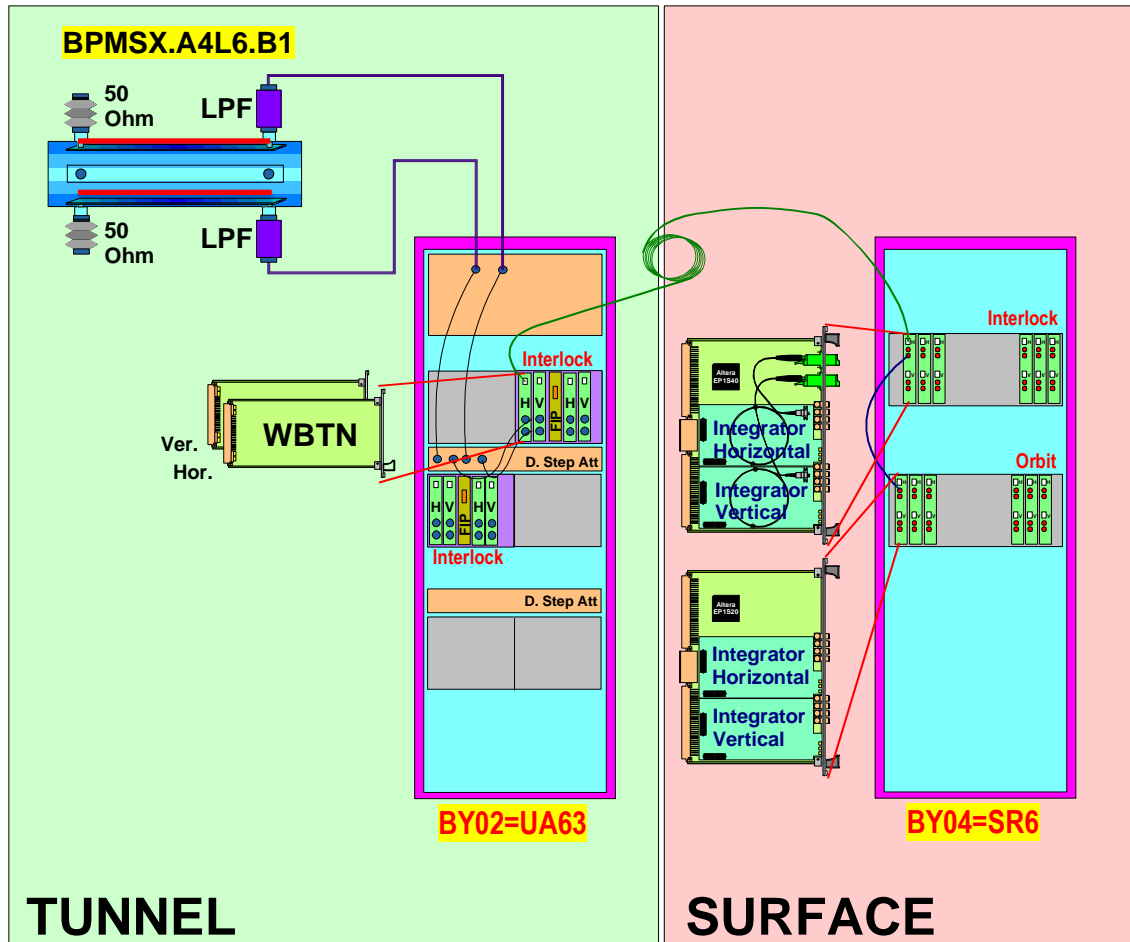 BPMSX.A4L6.B1
50
Ohm
LPF
50
Ohm
LPF
Interlock
H
V
FIP
H
V
WBTN
Ver.
Hor.
D. Step Att
H
V
FIP
H
V
Interlock
D. Step Att
BY02=UA63
TUNNEL
Altera
EP1S40
Integrator
Horizontal
Integrator
Vertical
Altera
EP1S20
Integrator
Horizontal
Integrator
Vertical
Interlock
H
H
H
H
H
H
V
V
V
V
V
V
Orbit
H
H
H
H
H
H
V
V
V
V
V
V
BY04=SR6
SURFACE